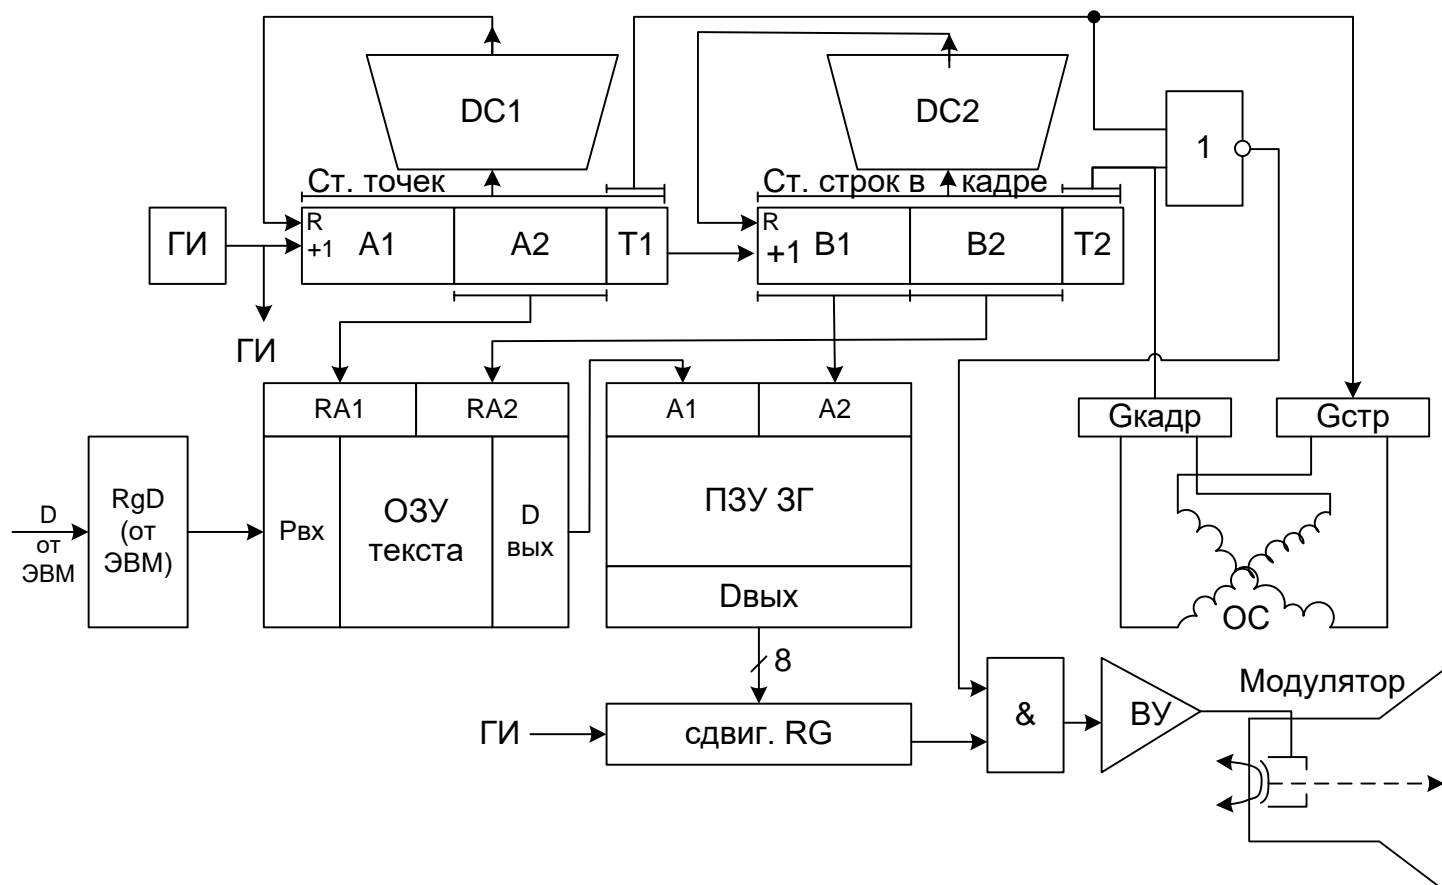 DC1
DC2
1
Ст. точек
Ст. строк в кадре
ГИ
R
+1
A1
A2
T1
R
+1
B1
B2
T2
ГИ
RA1
RA2
A1
A2
Gкадр
Gстр
D
от
ЭВМ
RgD
(от
ЭВМ)
Рвх
ОЗУ
текста
D
вых
ПЗУ ЗГ
Dвых
ОС
8
ГИ
сдвиг. RG
&
ВУ
Модулятор